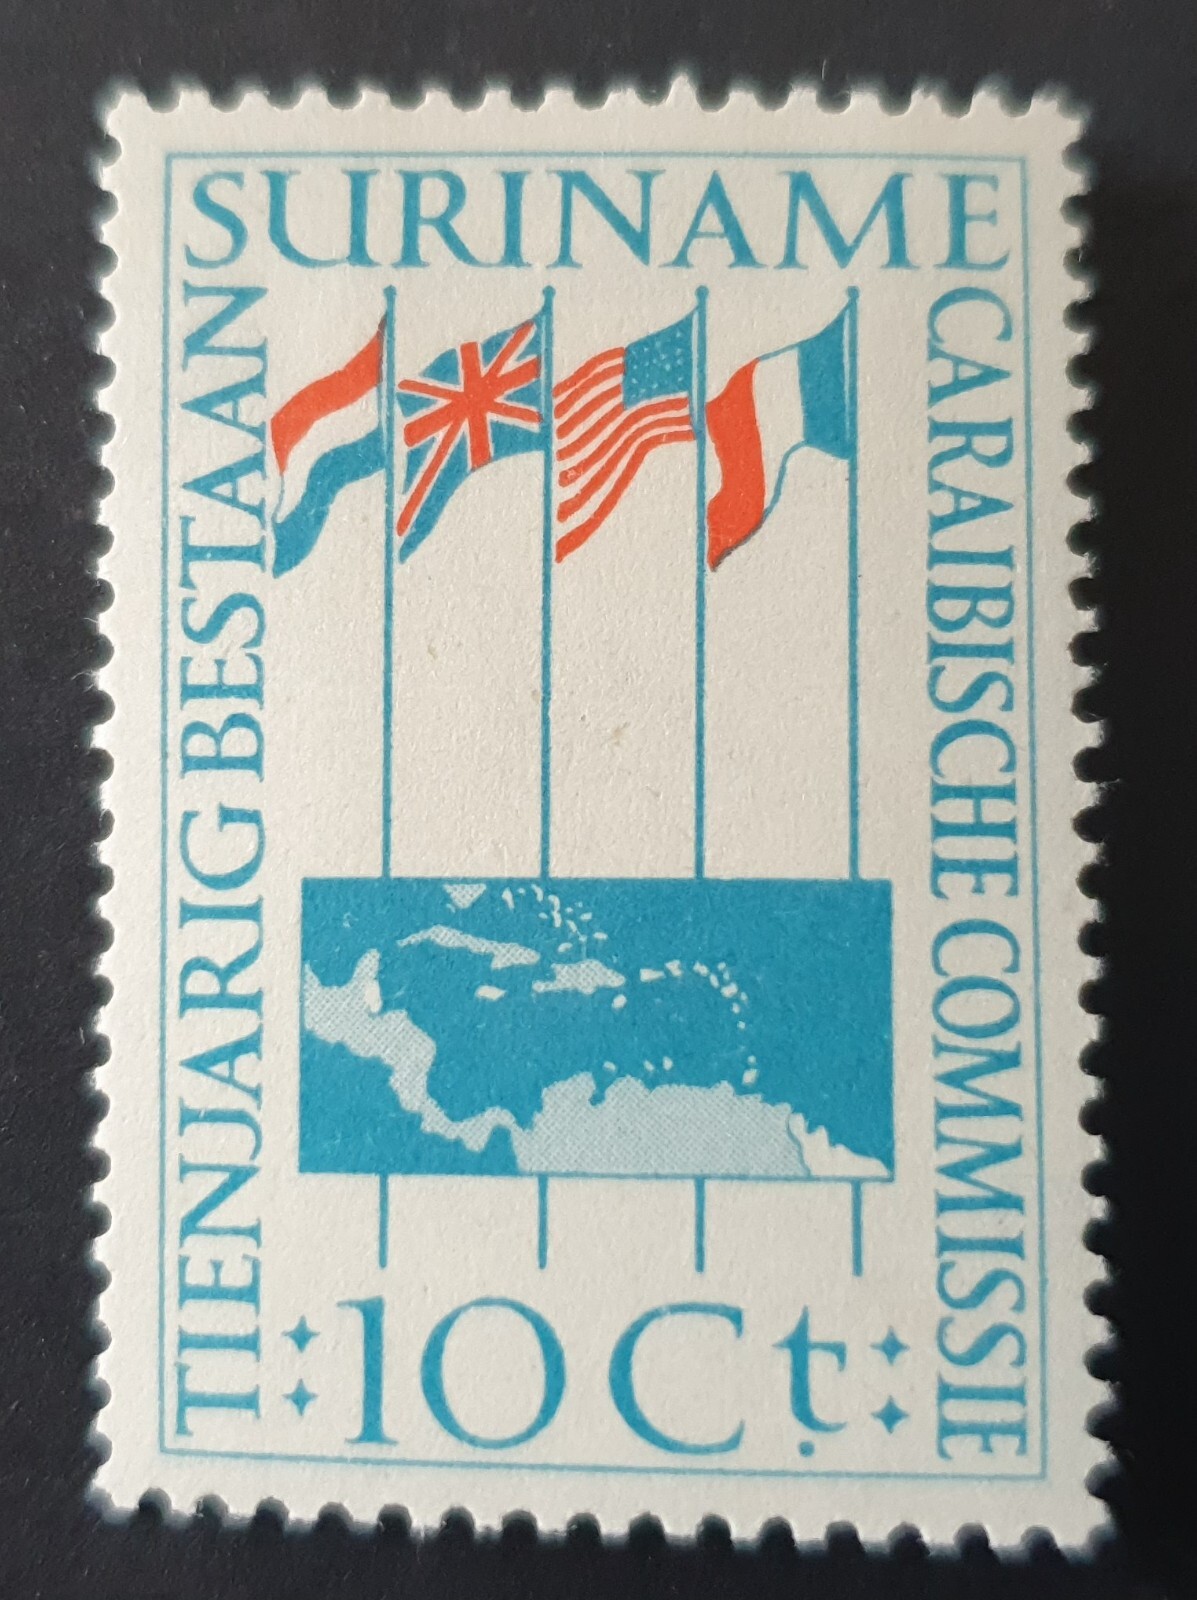 SURINAME
TIENJARIG BESTAAN
CARAIBISCHE COMMISSIE
10 Ct.